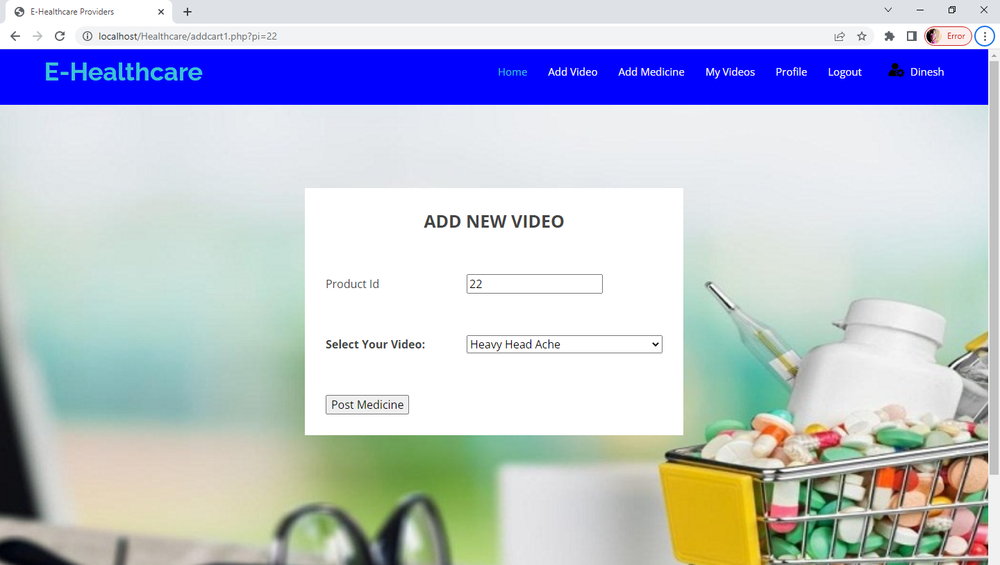 E-Healthcare Providers
localhost/Healthcare/addcart1.php?pi=22
Error
E-Healthcare
Home Add Video Add Medicine My Videos Profile Logout Dinesh
ADD NEW VIDEO
Product Id 22
Select Your Video: Heavy Head Ache
Post Medicine